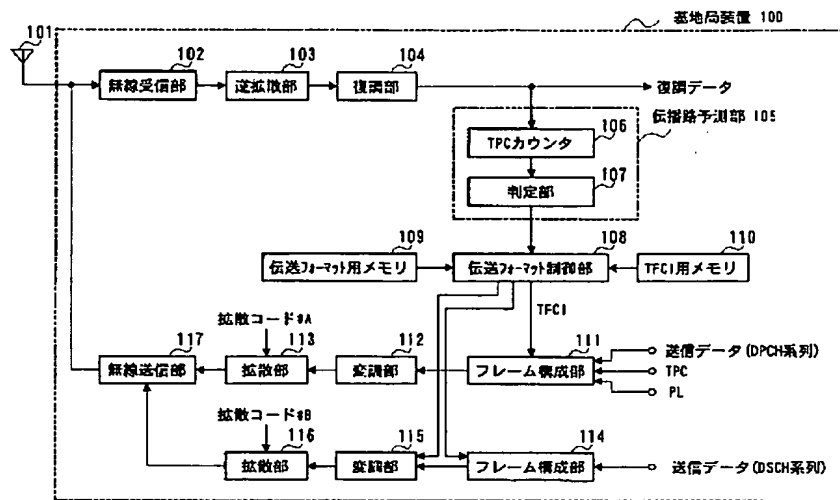 基地局装置 100
101
102
無線受信部
103
逆拡散部
104
復調部
復調データ
伝播路予測部 105
106
TPCカウンタ
107
判定部
109
伝送フォーマット用メモリ
108
伝送フォーマット制御部
110
TFCI用メモリ
TFCI
拡散コード#A
117
無線送信部
113
拡散部
112
変調部
111
フレーム構成部
送信データ(DPCH系列)
TPC
PL
拡散コード#B
116
拡散部
115
変調部
114
フレーム構成部
送信データ(DSCH系列)